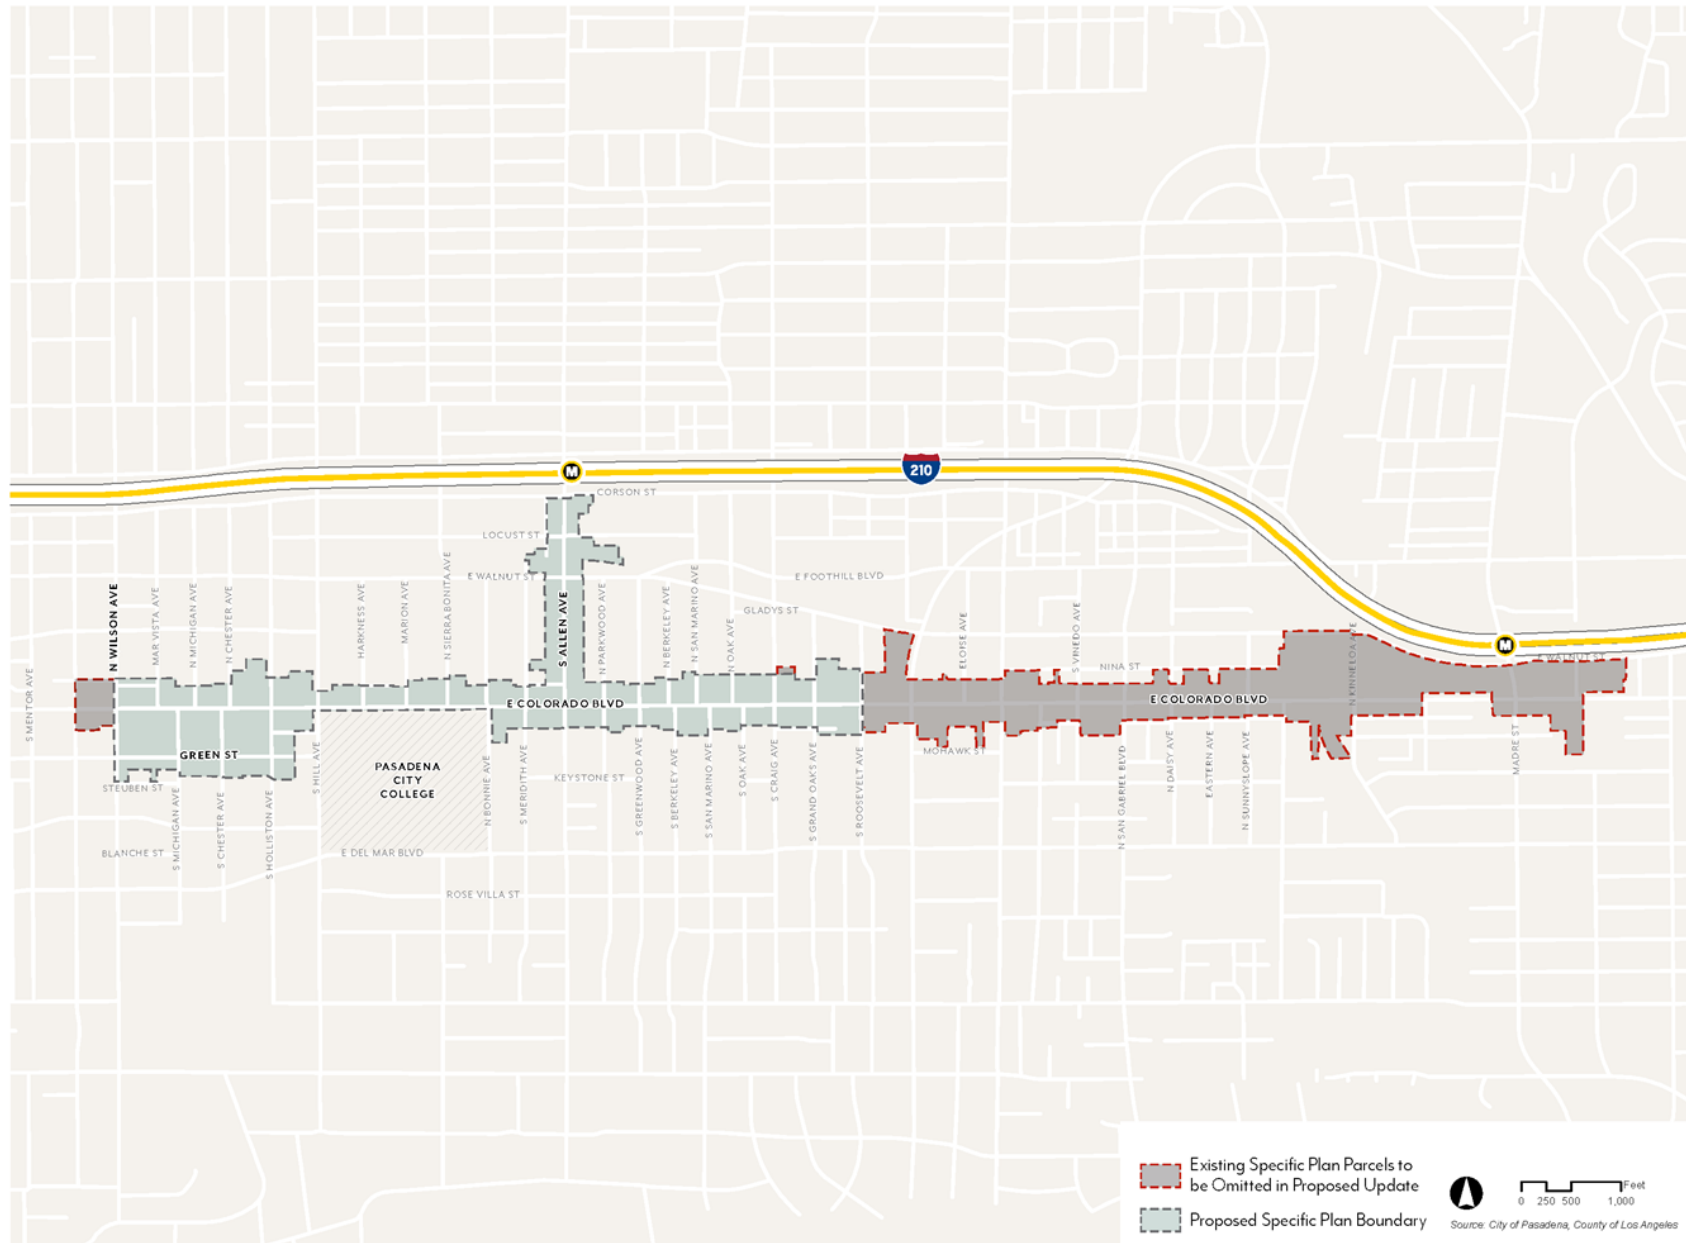 M
210
CORSON ST
LOCUST ST
E WALNUT ST
E FOOTHILL BLVD
GLADYS ST
N WILSON AVE
MAR VISTA AVE
N MICHIGAN AVE
N CHESTER AVE
HARKNESS AVE
MARION AVE
N SIERRA BONITA AVE
S ALLEN AVE
N PARKWOOD AVE
N BERKELEY AVE
N SAN MARINO AVE
N OAK AVE
ELOISE AVE
S VINEDO AVE
NINA ST
N KINNELOA AVE
M
E WALNUT ST
S MENTOR AVE
E COLORADO BLVD
E COLORADO BLVD
GREEN ST
S HILL AVE
PASADENA
CITY
COLLEGE
N BONNIE AVE
S MERIDITH AVE
KEYSTONE ST
S GREENWOOD AVE
S BERKELEY AVE
S SAN MARINO AVE
S OAK AVE
S CRAIG AVE
S GRAND OAKS AVE
S ROOSEVELT AVE
MOHAWK ST
N SAN GABRIEL BLVD
N DAISY AVE
EASTERN AVE
N SUNNYSLOPE AVE
MADRE ST
STEUBEN ST
S MICHIGAN AVE
S CHESTER AVE
S HOLLISTON AVE
BLANCHE ST
E DEL MAR BLVD
ROSE VILLA ST
Existing Specific Plan Parcels to
be Omitted in Proposed Update
Proposed Specific Plan Boundary
Feet
0 250 500 1,000
Source: City of Pasadena, County of Los Angeles